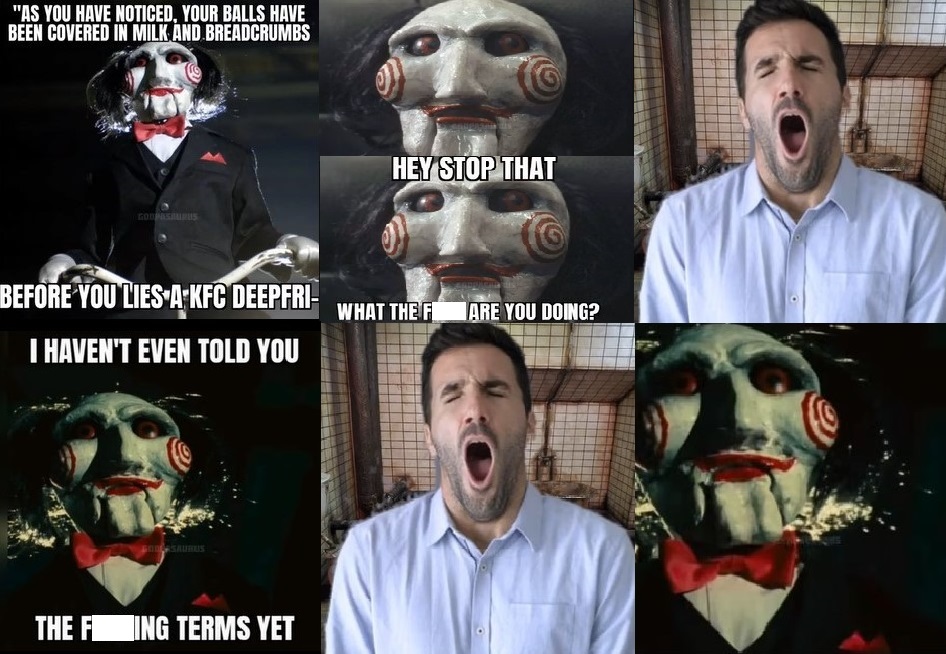 "AS YOU HAVE NOTICED, YOUR BALLS HAVE
BEEN COVERED IN MILK AND BREADCRUMBS
BEFORE YOU LIES A KFC DEEPFRI-
HEY STOP THAT
WHAT THE F ARE YOU DOING?
I HAVEN'T EVEN TOLD YOU
THE F ING TERMS YET